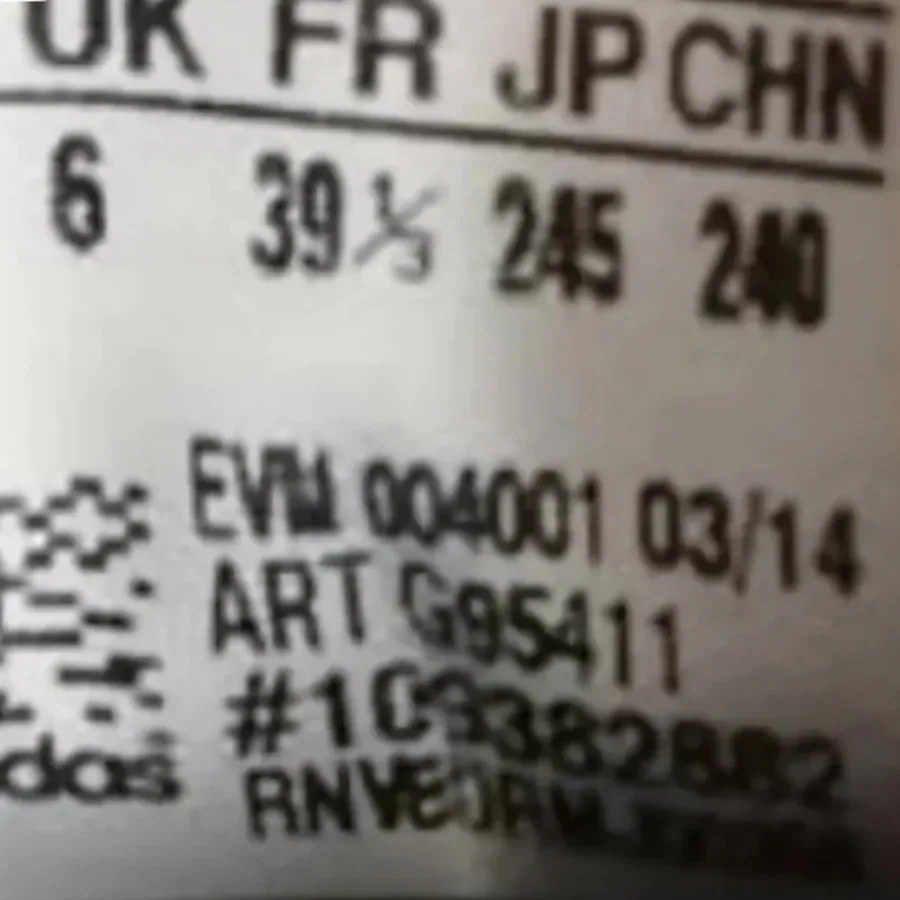 UK FR JP CHN
6 39 1/3 245 240
EVM 004001 03/14
ART G95411
das